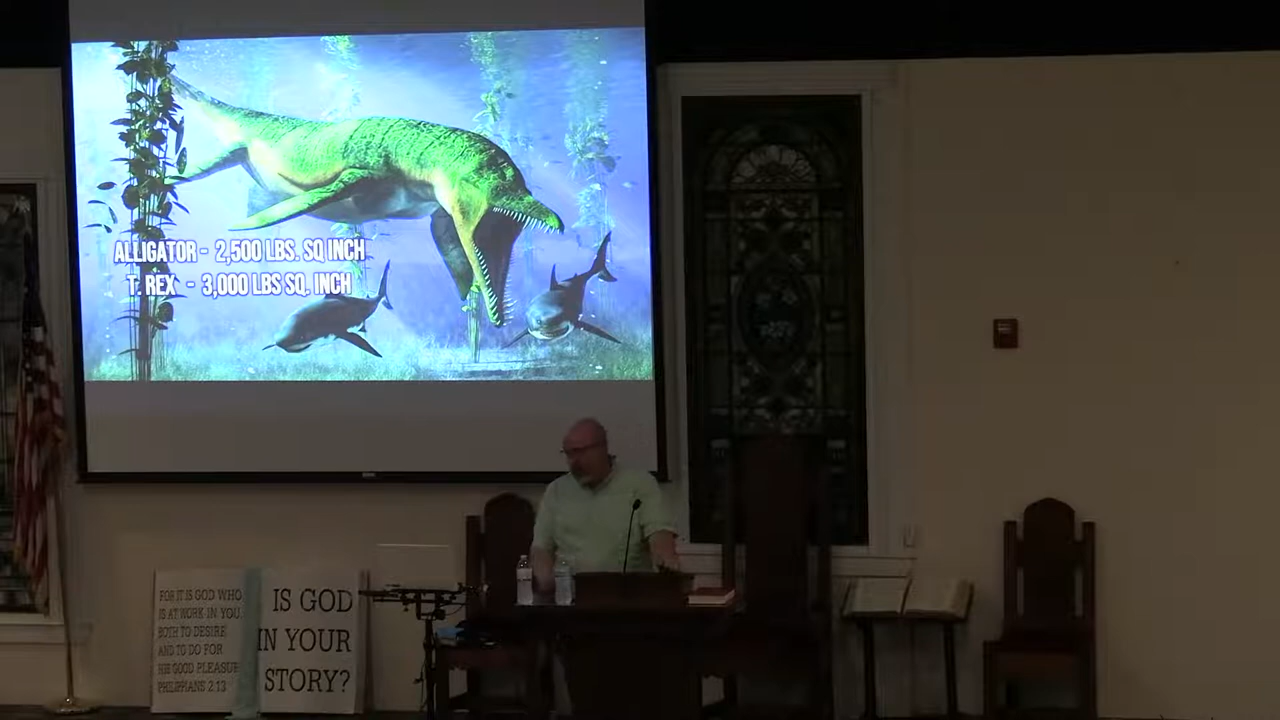 ALLIGATOR - 2,500 LBS. SQ INCH
T. REX - 3,000 LBS SQ. INCH
FOR IT IS GOD WHO
IS AT WORK IN YOU,
BOTH TO DESIRE
AND TO DO FOR
HIS GOOD PLEASURE
PHILIPPIANS 2:13
IS GOD
IN YOUR
STORY?